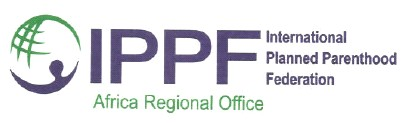 IPPF
International
Planned Parenthood
Federation
Africa Regional Office